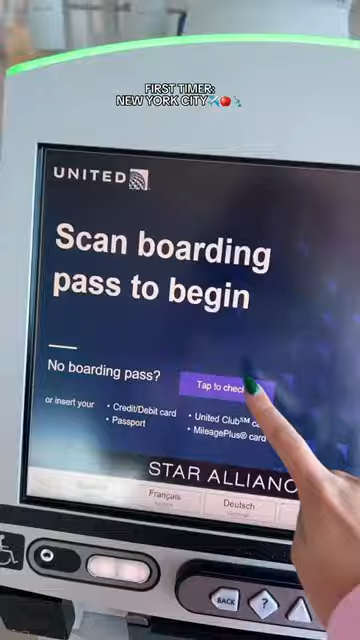 FIRST TIMER:
NEW YORK CITY✈️🍎🗽
UNITED
Scan boarding
pass to begin
No boarding pass?
Tap to chec
or insert your
• Credit/Debit card
• Passport
• United Club℠ ca
• MileagePlus® card
STAR ALLIANC
Français
Deutsch
BACK
?